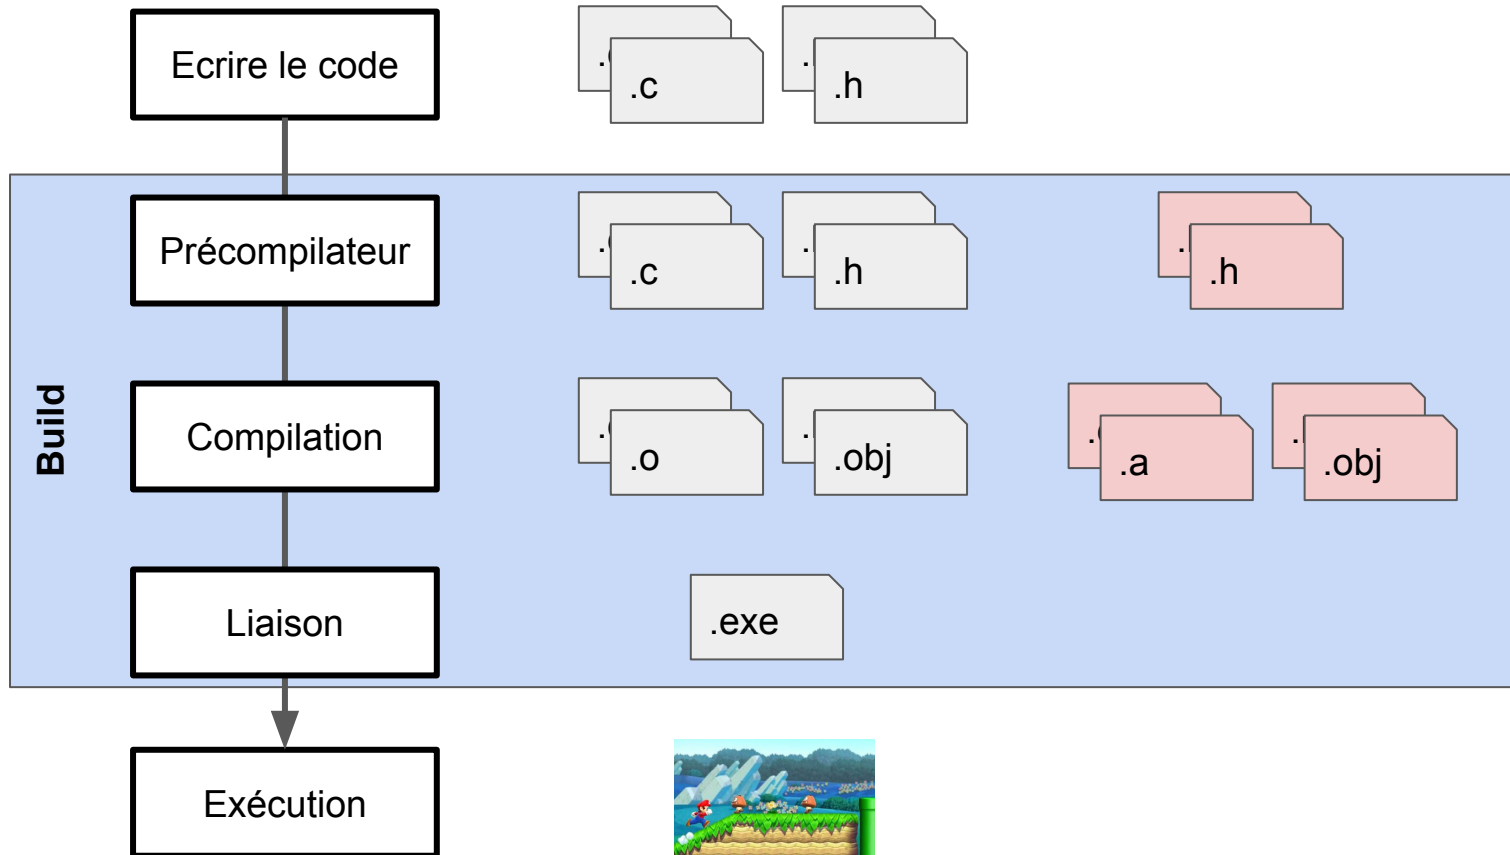 Ecrire le code
.c
.h
Précompilateur
.c
.h
.h
Build
Compilation
.o
.obj
.a
.obj
Liaison
.exe
Exécution